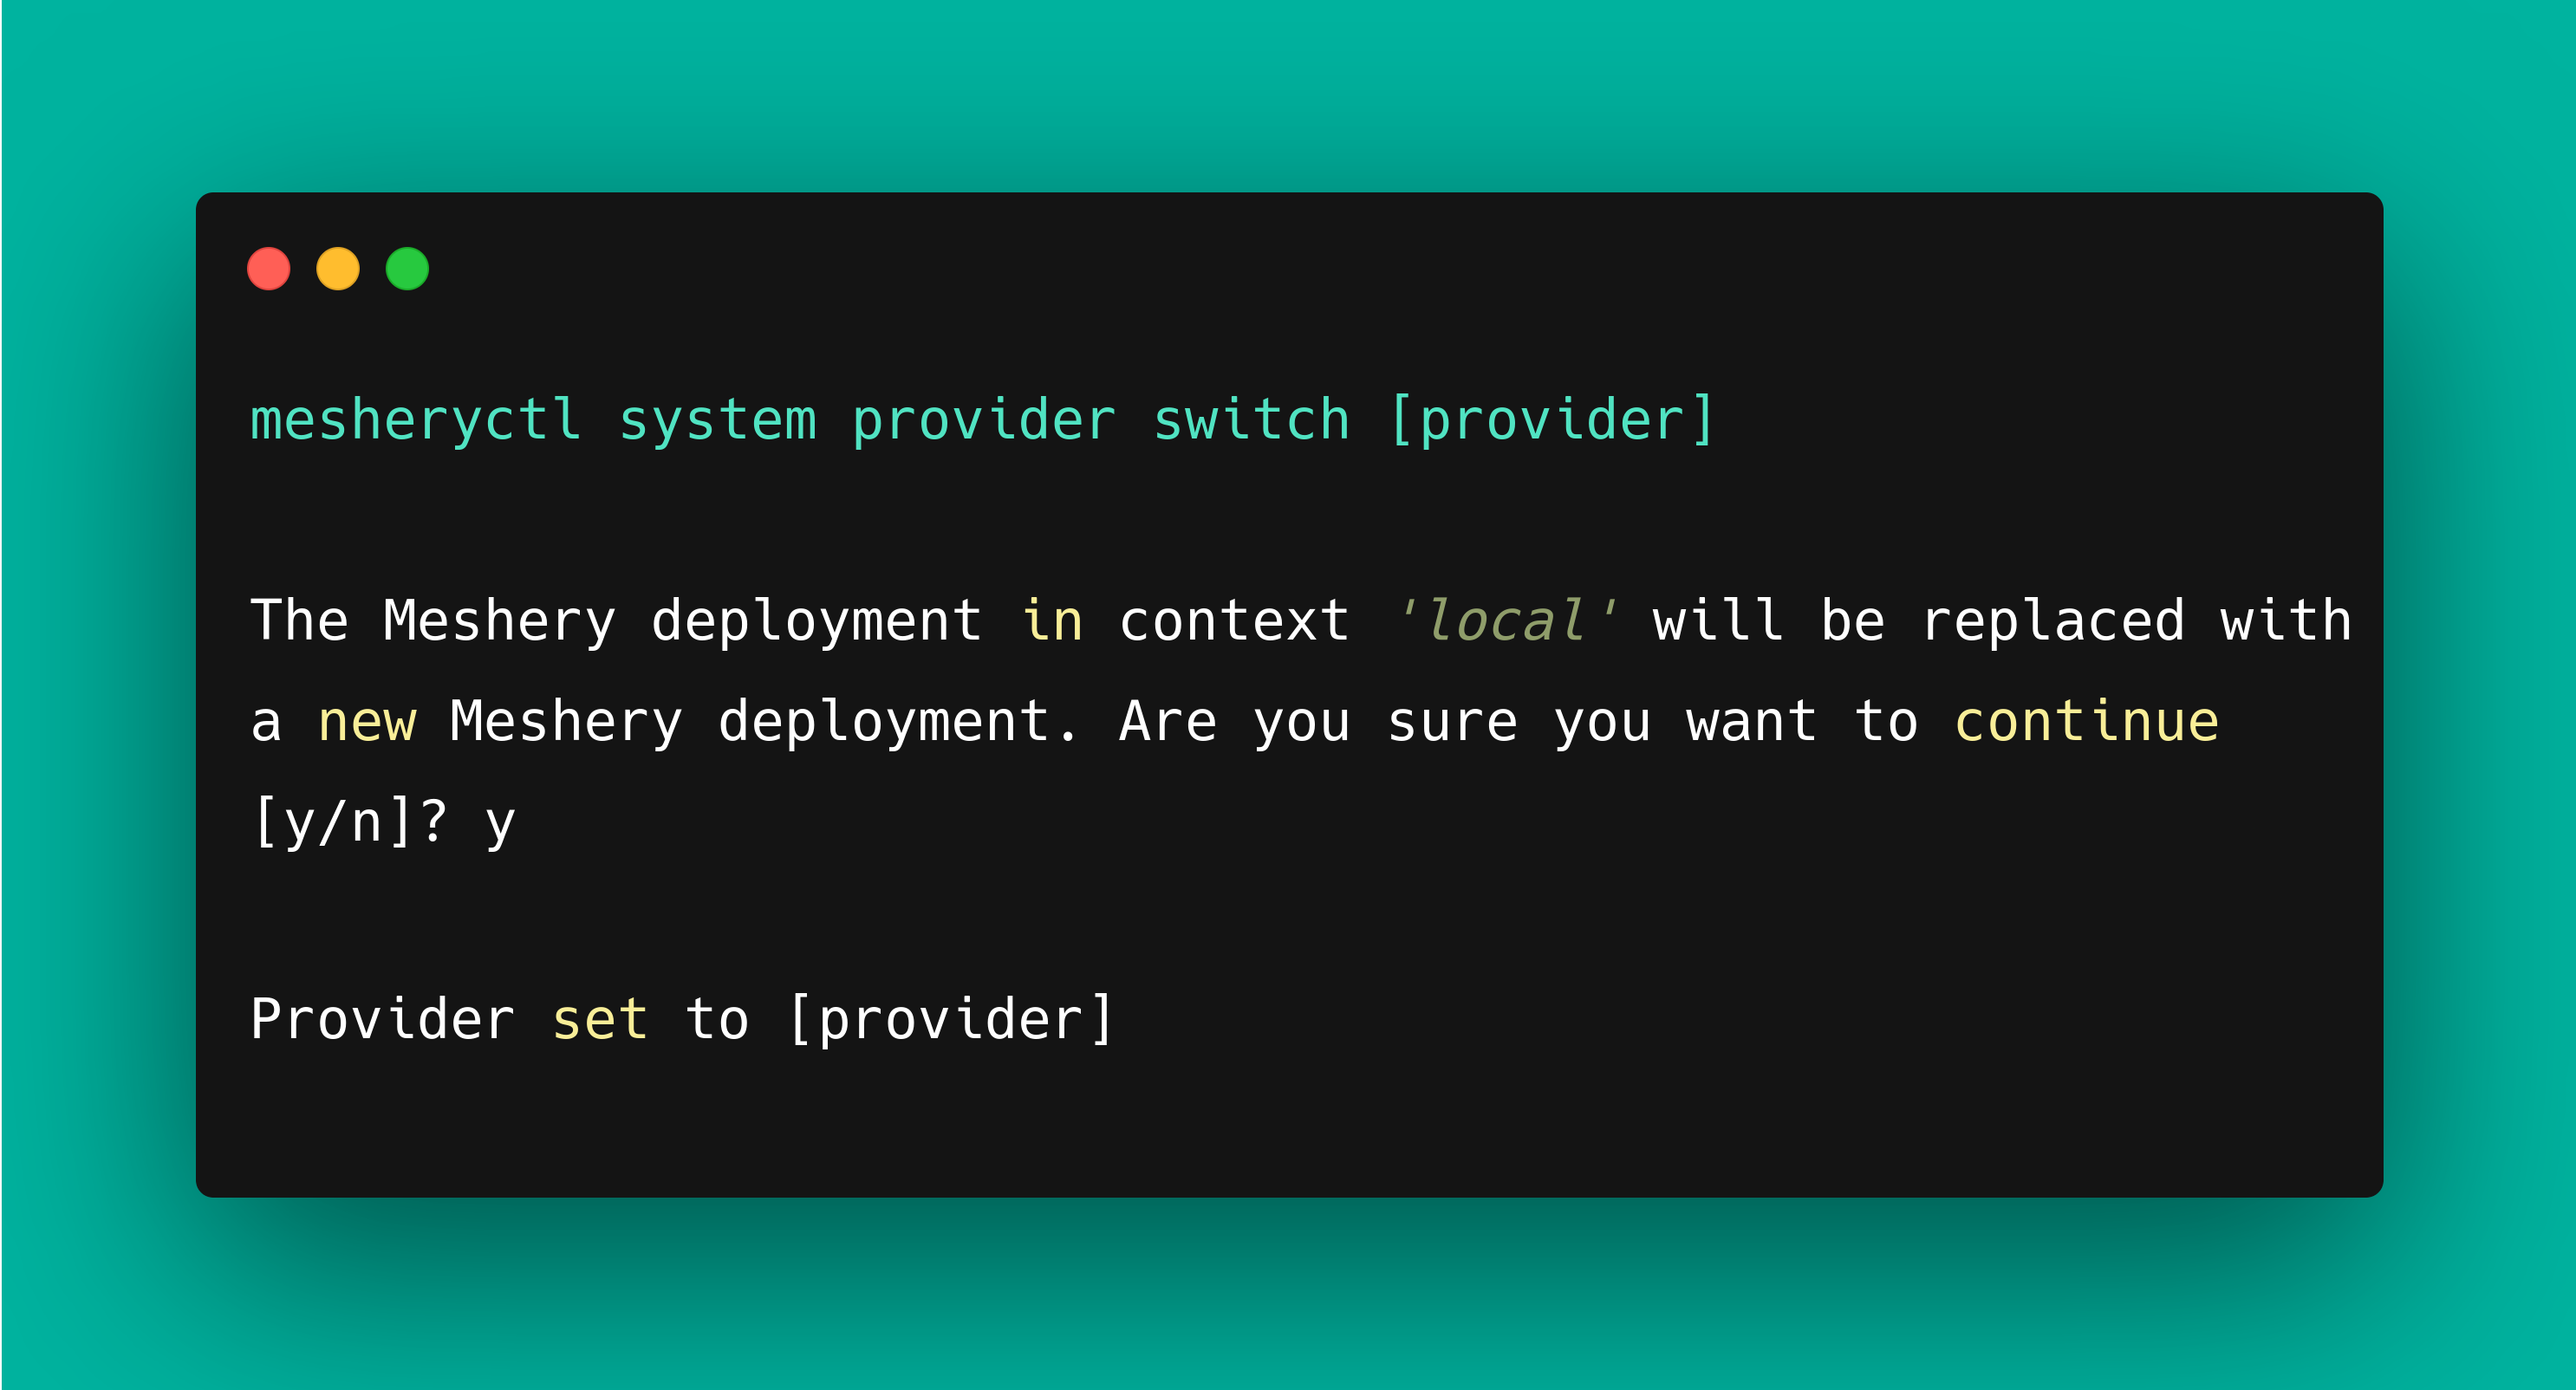 mesheryctl system provider switch [provider]
The Meshery deployment in context 'local' will be replaced with
a new Meshery deployment. Are you sure you want to continue
[y/n]? y
Provider set to [provider]